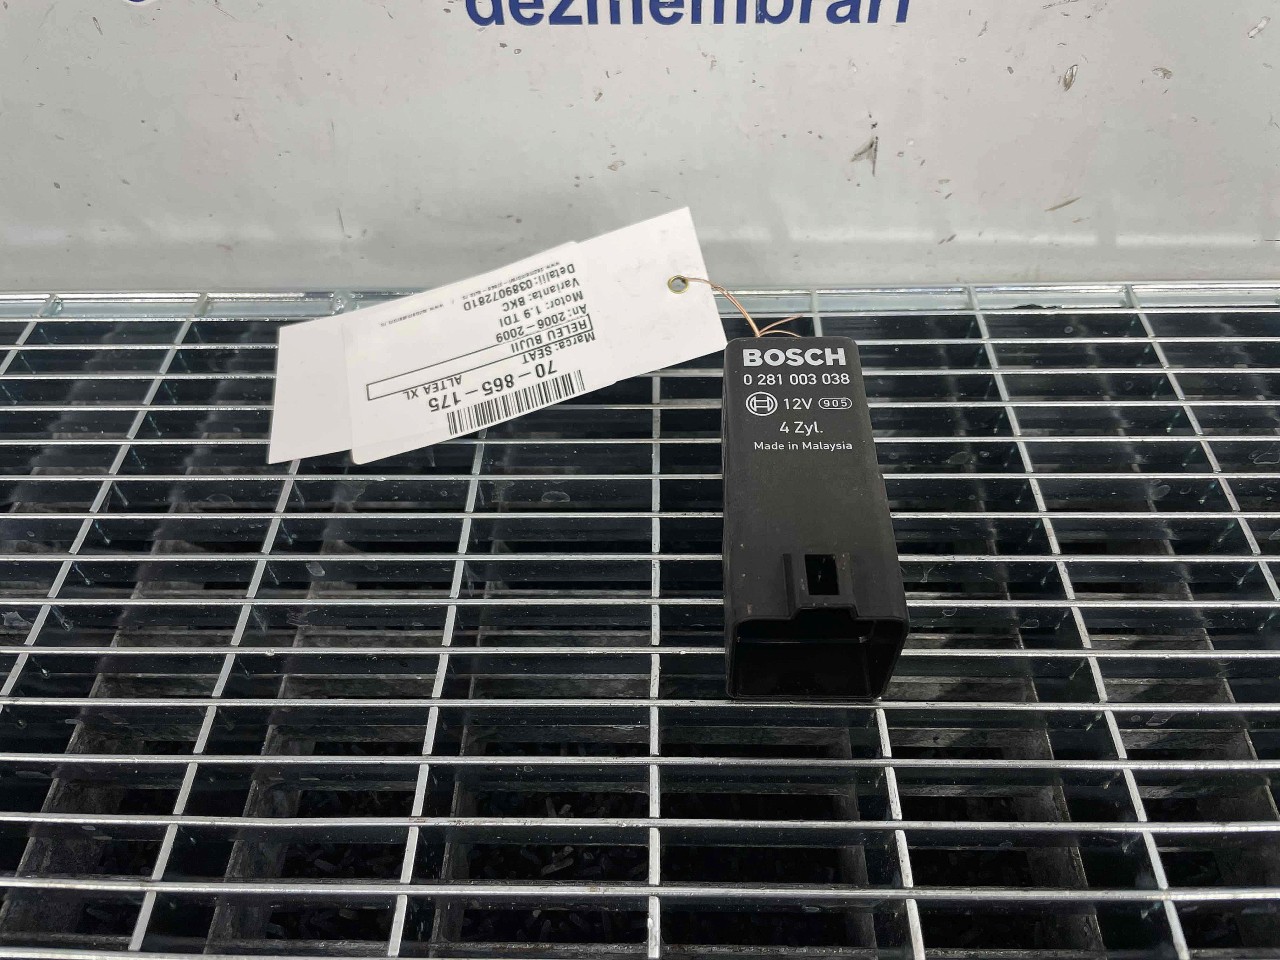 dezmembrari
BOSCH
0 281 003 038
12V 905
4 Zyl.
Made in Malaysia
70 - 865 - 175
Marca: SEAT ALTEA XL
RELEU BUJII
An: 2006 - 2009
Motor: 1.9 TDI
Varianta: BKC
Detalii: 038907281D